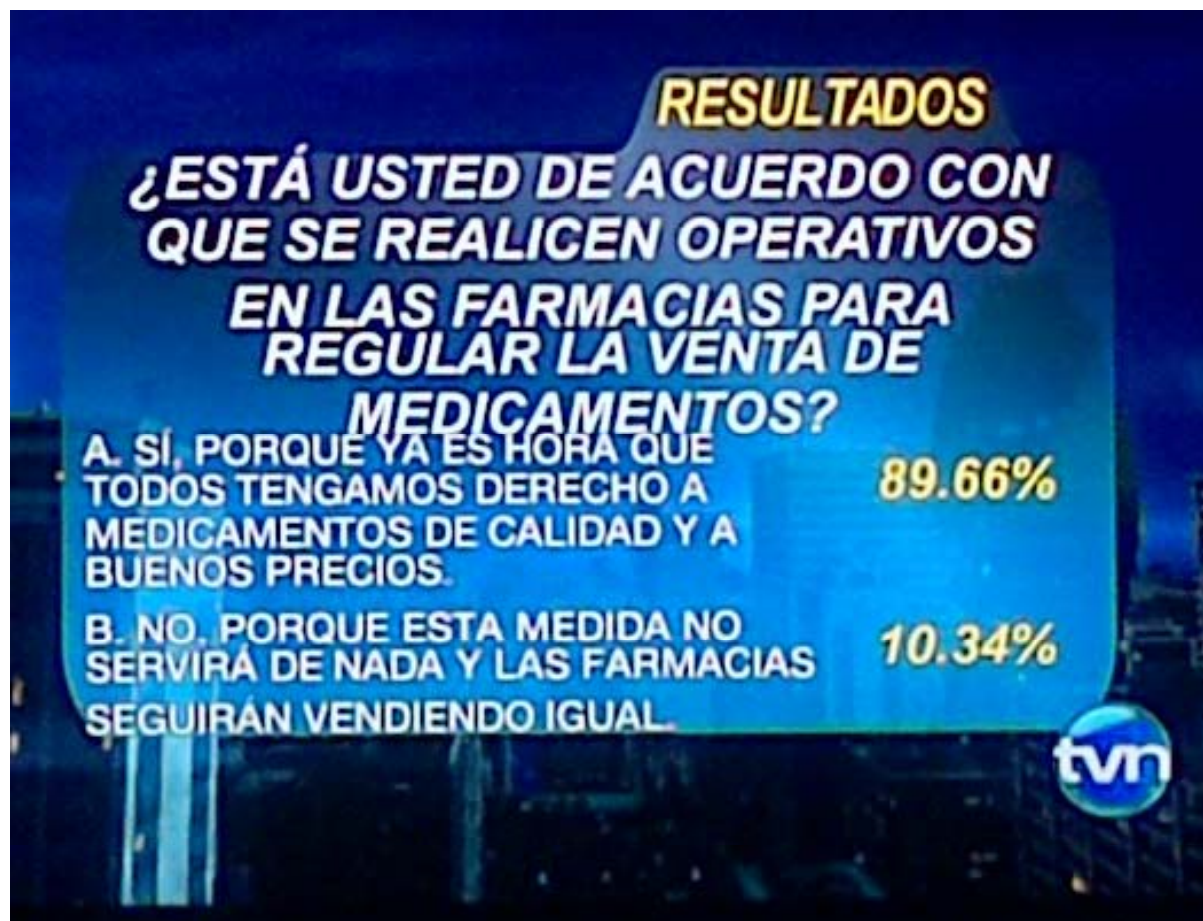 RESULTADOS
¿ESTÁ USTED DE ACUERDO CON
QUE SE REALICEN OPERATIVOS
EN LAS FARMACIAS PARA
REGULAR LA VENTA DE
MEDICAMENTOS?
A. SÍ, PORQUE YA ES HORA QUE
TODOS TENGAMOS DERECHO A
MEDICAMENTOS DE CALIDAD Y A
BUENOS PRECIOS.
89.66%
B. NO, PORQUE ESTA MEDIDA NO
SERVIRÁ DE NADA Y LAS FARMACIAS
SEGUIRÁN VENDIENDO IGUAL.
10.34%
tvn